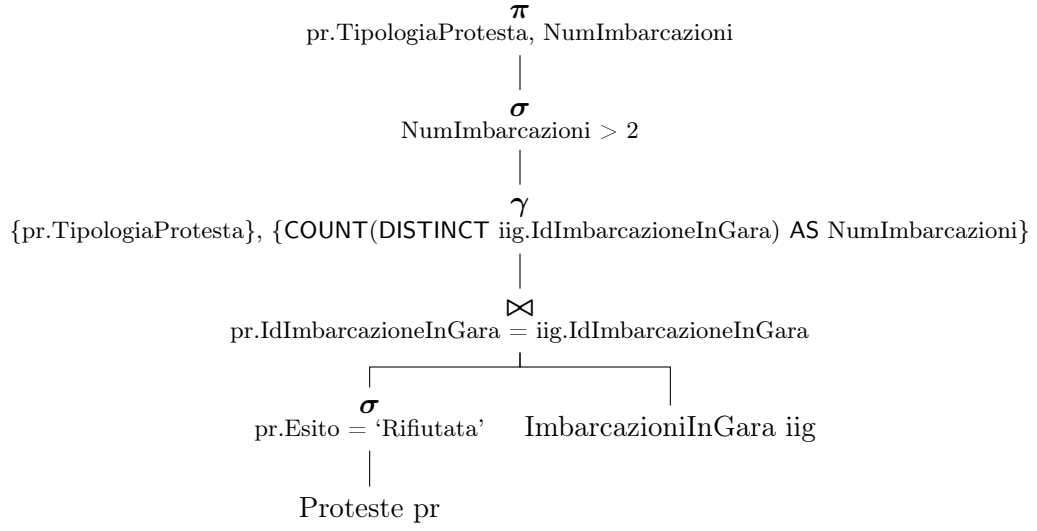 π
pr.TipologiaProtesta, NumImbarcazioni
σ
NumImbarcazioni > 2
γ
{pr.TipologiaProtesta}, {COUNT(DISTINCT iig.IdImbarcazioneInGara) AS NumImbarcazioni}
⋈
pr.IdImbarcazioneInGara = iig.IdImbarcazioneInGara
σ
pr.Esito = ‘Rifiutata’
ImbarcazioniInGara iig
Proteste pr